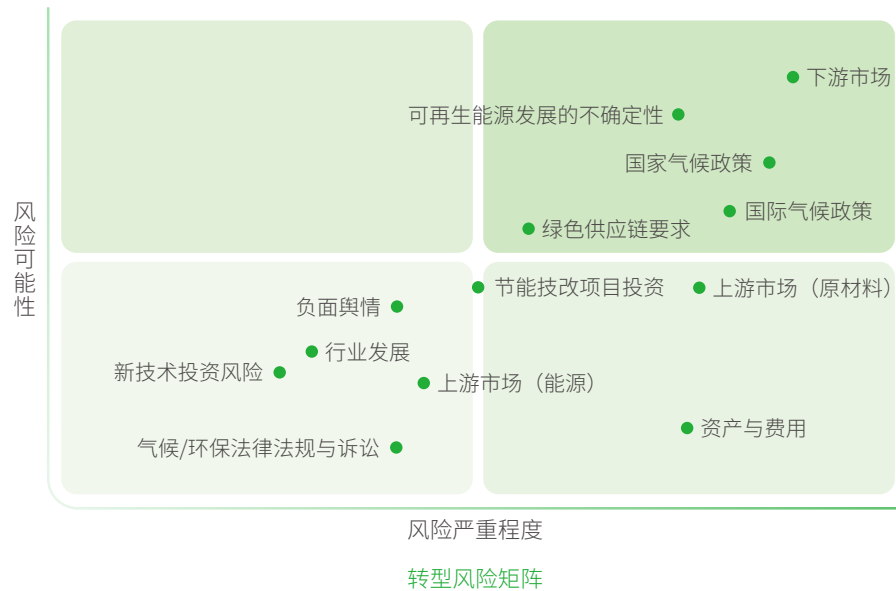 下游市场
可再生能源发展的不确定性
国家气候政策
国际气候政策
绿色供应链要求
风险可能性
节能技改项目投资
上游市场（原材料）
负面舆情
行业发展
新技术投资风险
上游市场（能源）
资产与费用
气候/环保法律法规与诉讼
风险严重程度
转型风险矩阵